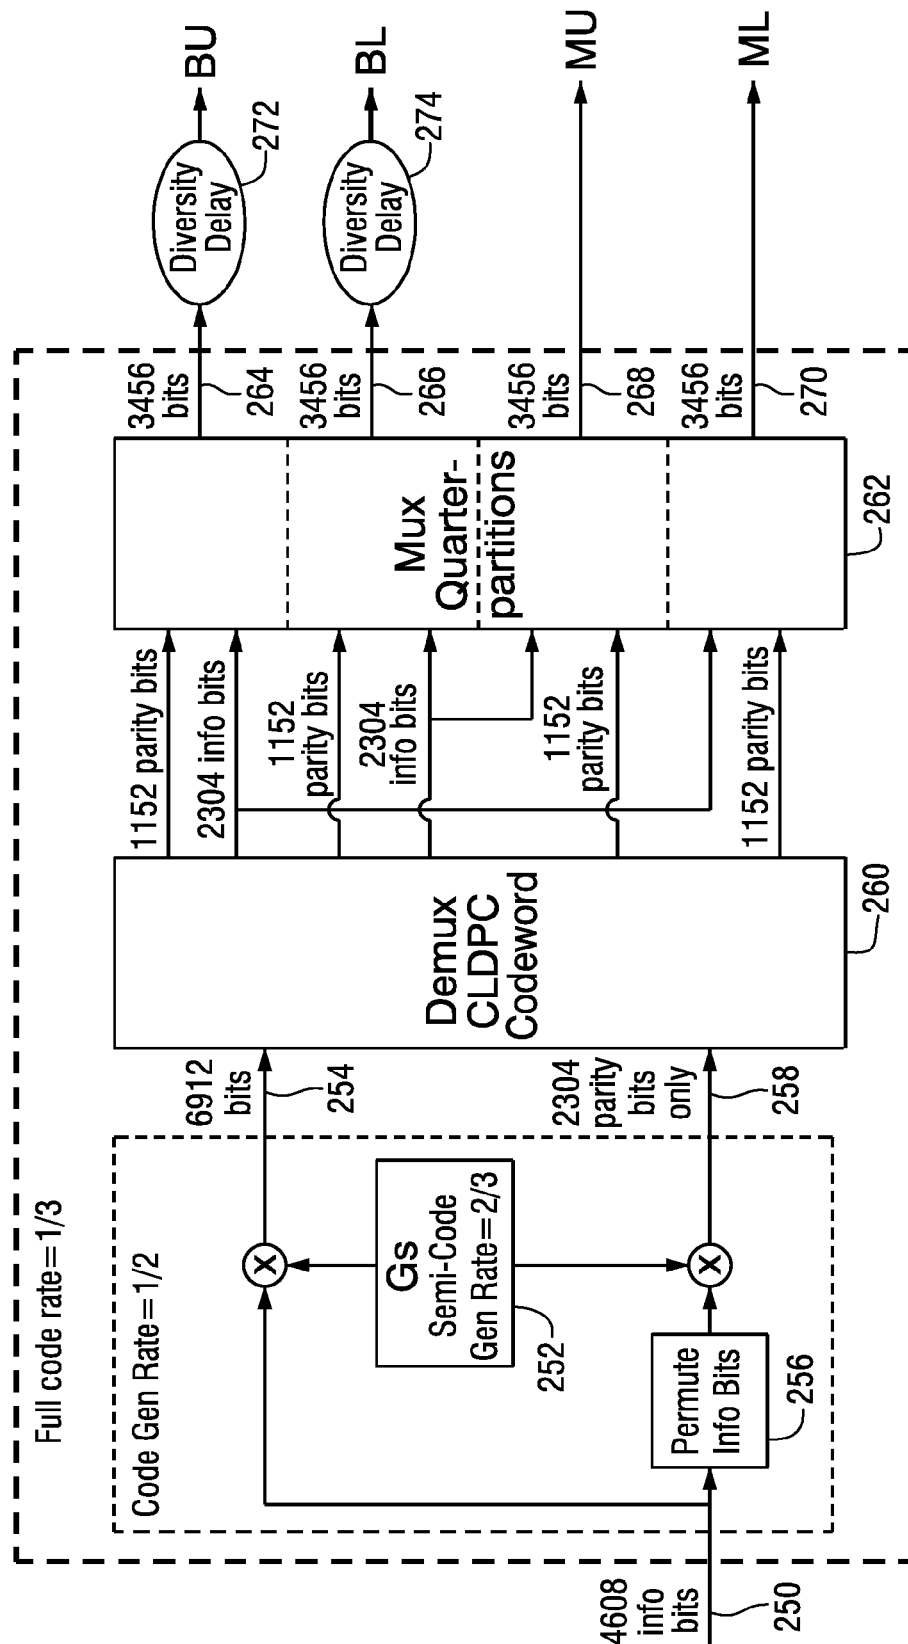 Full code rate=1/3
Code Gen Rate=1/2
4608
info
bits
250
Permute
Info Bits
256
Gs
Semi-Code
Gen Rate=2/3
252
X
X
6912
bits
254
2304
parity
bits
only
258
Demux
CLDPC
Codeword
260
1152 parity bits
2304 info bits
1152
parity bits
2304
info bits
1152
parity bits
1152 parity bits
Mux
Quarter-
partitions
262
3456
bits
264
3456
bits
266
3456
bits
268
3456
bits
270
Diversity
Delay
272
Diversity
Delay
274
BU
BL
MU
ML